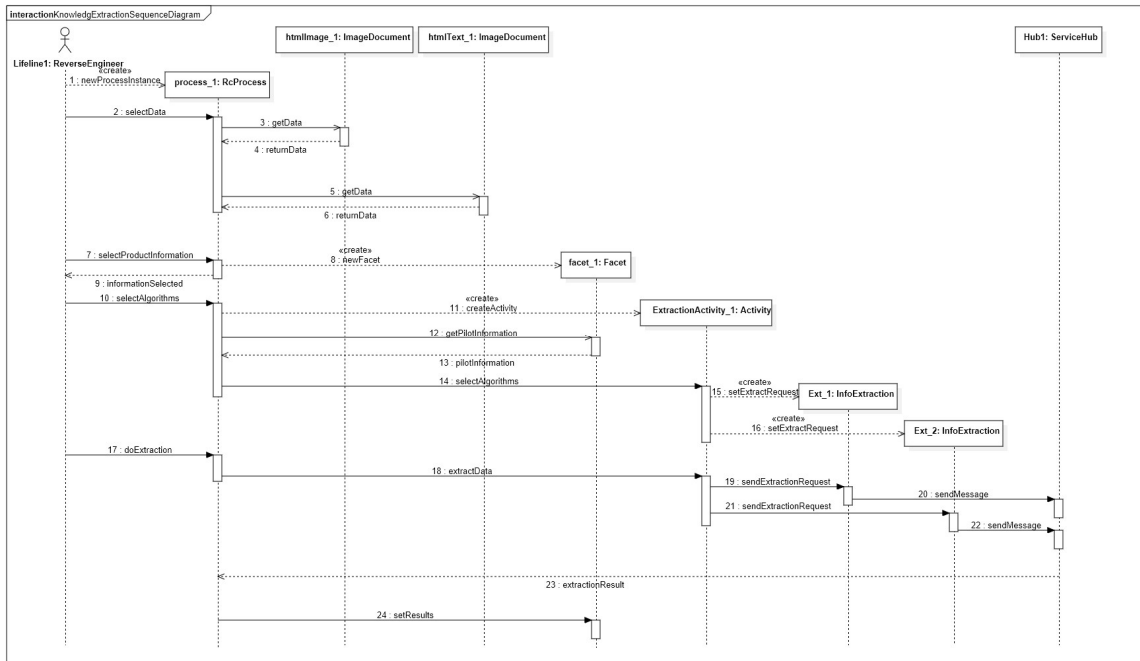 interactionKnowledgExtractionSequenceDiagram
htmlImage_1: ImageDocument
htmlText_1: ImageDocument
Hub1: ServiceHub
Lifeline1: ReverseEngineer
«create»
1 : newProcessInstance
process_1: RcProcess
2 : selectData
3 : getData
4 : returnData
5 : getData
6 : returnData
7 : selectProductInformation
«create»
8 : newFacet
facet_1: Facet
9 : informationSelected
10 : selectAlgorithms
«create»
11 : createActivity
ExtractionActivity_1: Activity
12 : getPilotInformation
13 : pilotInformation
14 : selectAlgorithms
«create»
15 : setExtractRequest
Ext_1: InfoExtraction
«create»
16 : setExtractRequest
Ext_2: InfoExtraction
17 : doExtraction
18 : extractData
19 : sendExtractionRequest
20 : sendMessage
21 : sendExtractionRequest
22 : sendMessage
23 : extractionResult
24 : setResults